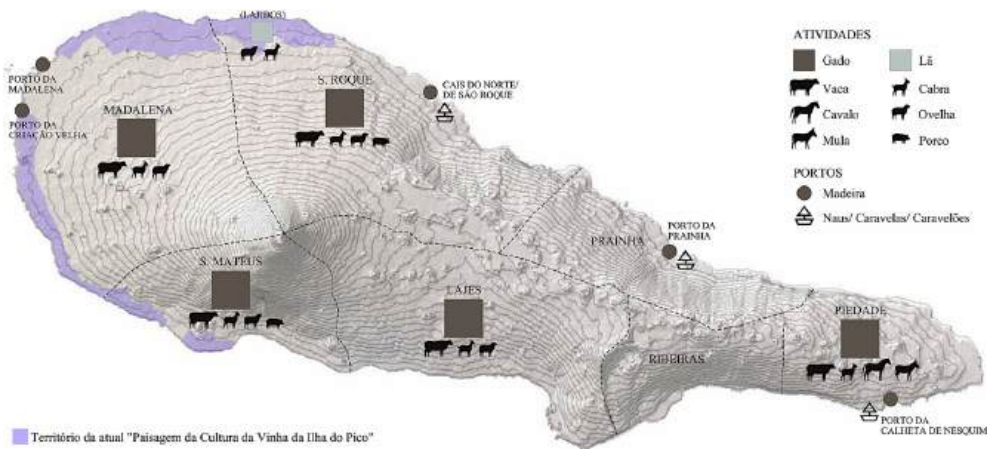 (LAJIDOS)
PORTO DA
MADALENA
PORTO DA
CRIAÇÃO VELHA
MADALENA
S. ROQUE
CAIS DO NORTE/
DE SÃO ROQUE
S. MATEUS
LAJES
PRAINHA
PORTO DA
PRAINHA
RIBEIRAS
PIEDADE
PORTO DA
CALHETA DE NESQUIM
ATIVIDADES
Gado
Lã
Vaca
Cabra
Cavalo
Ovelha
Mula
Porco
PORTOS
Madeira
Naus/ Caravelas/ Caravelões
Território da atual "Paisagem da Cultura da Vinha da Ilha do Pico"